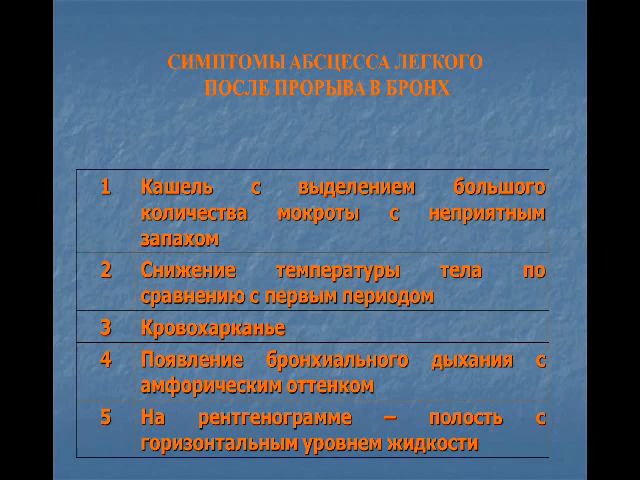 СИМПТОМЫ АБСЦЕССА ЛЕГКОГО
ПОСЛЕ ПРОРЫВА В БРОНХ
1 Кашель с выделением большого
количества мокроты с неприятным
запахом
2 Снижение температуры тела по
сравнению с первым периодом
3 Кровохарканье
4 Появление бронхиального дыхания с
амфорическим оттенком
5 На рентгенограмме – полость с
горизонтальным уровнем жидкости